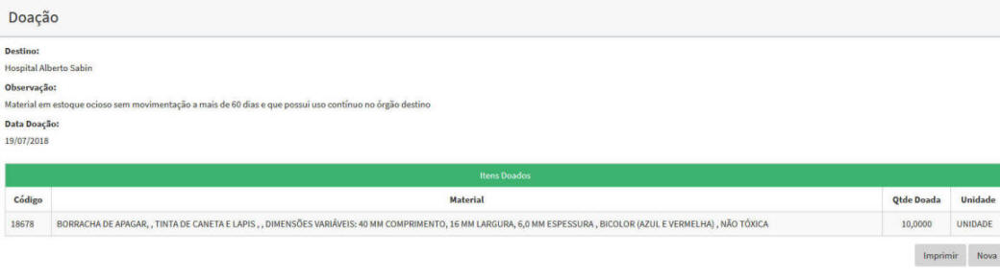 Doação
Destino:
Hospital Alberto Sabin
Observação:
Material em estoque ocioso sem movimentação a mais de 60 dias e que possui uso contínuo no órgão destino
Data Doação:
19/07/2018
Itens Doados
Código Material Qtde Doada Unidade
18678 BORRACHA DE APAGAR, , TINTA DE CANETA E LAPIS , , DIMENSÕES VARIÁVEIS: 40 MM COMPRIMENTO, 16 MM LARGURA, 6,0 MM ESPESSURA , BICOLOR (AZUL E VERMELHA) , NÃO TÓXICA 10,0000 UNIDADE
Imprimir Nova